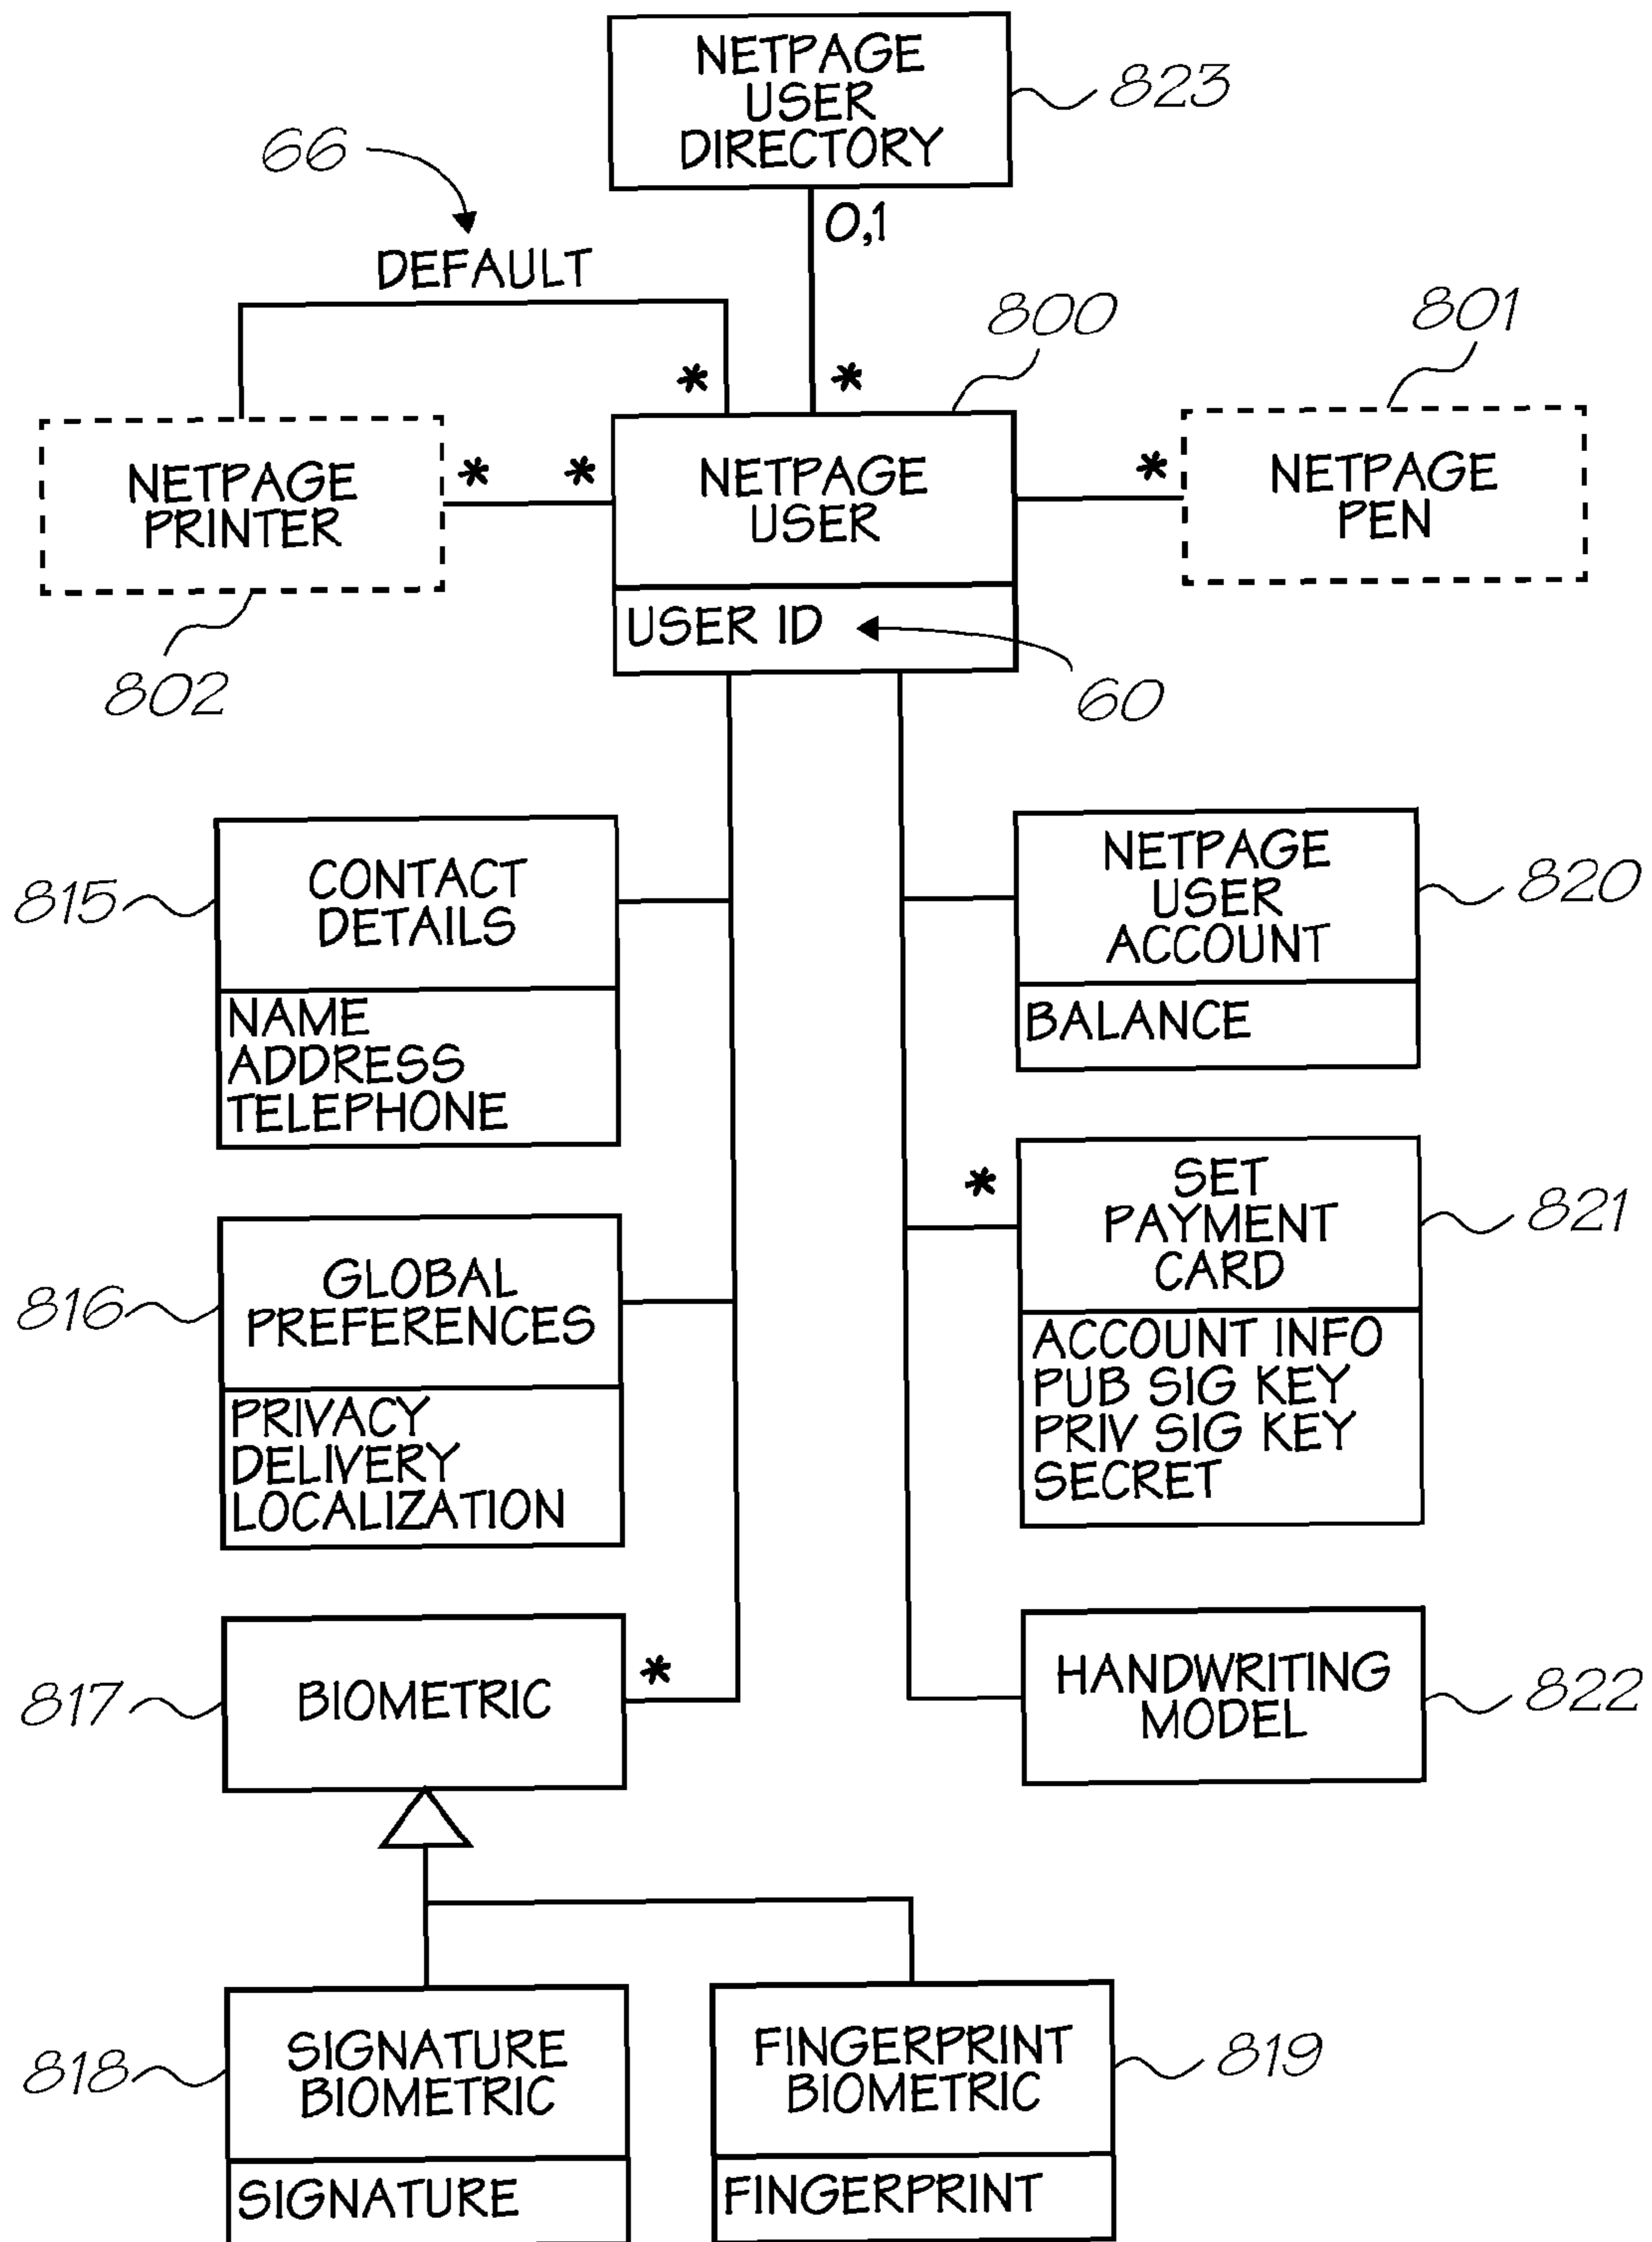 NETPAGE
USER
DIRECTORY
823
66
0,1
DEFAULT
800
801
*
*
NETPAGE
PRINTER
*
*
NETPAGE
USER
*
NETPAGE
PEN
USER ID
802
60
815
CONTACT
DETAILS
NAME
ADDRESS
TELEPHONE
NETPAGE
USER
ACCOUNT
820
BALANCE
816
GLOBAL
PREFERENCES
PRIVACY
DELIVERY
LOCALIZATION
*
SET
PAYMENT
CARD
821
ACCOUNT INFO
PUB SIG KEY
PRIV SIG KEY
SECRET
817
BIOMETRIC
*
HANDWRITING
MODEL
822
818
SIGNATURE
BIOMETRIC
SIGNATURE
FINGERPRINT
BIOMETRIC
819
FINGERPRINT